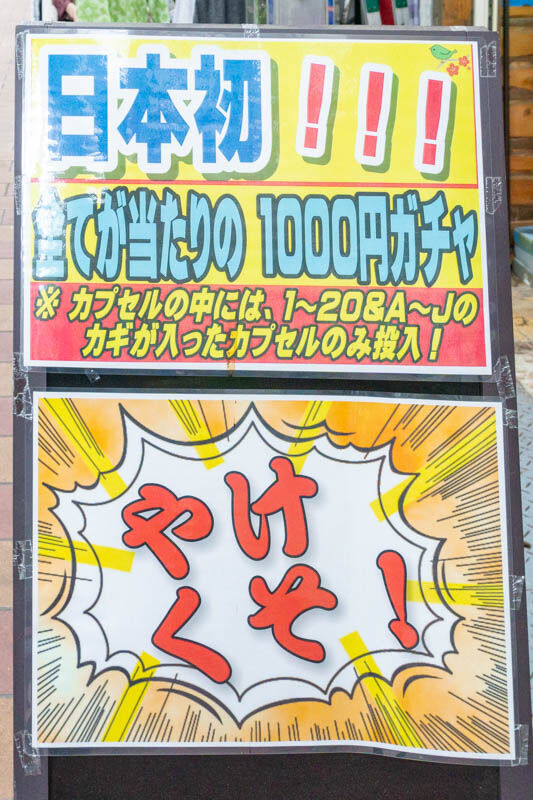 日本初！！！
全てが当たりの 1000円ガチャ
※ カプセルの中には、1～20&A～Jの
カギが入ったカプセルのみ投入！
やけ
くそ！